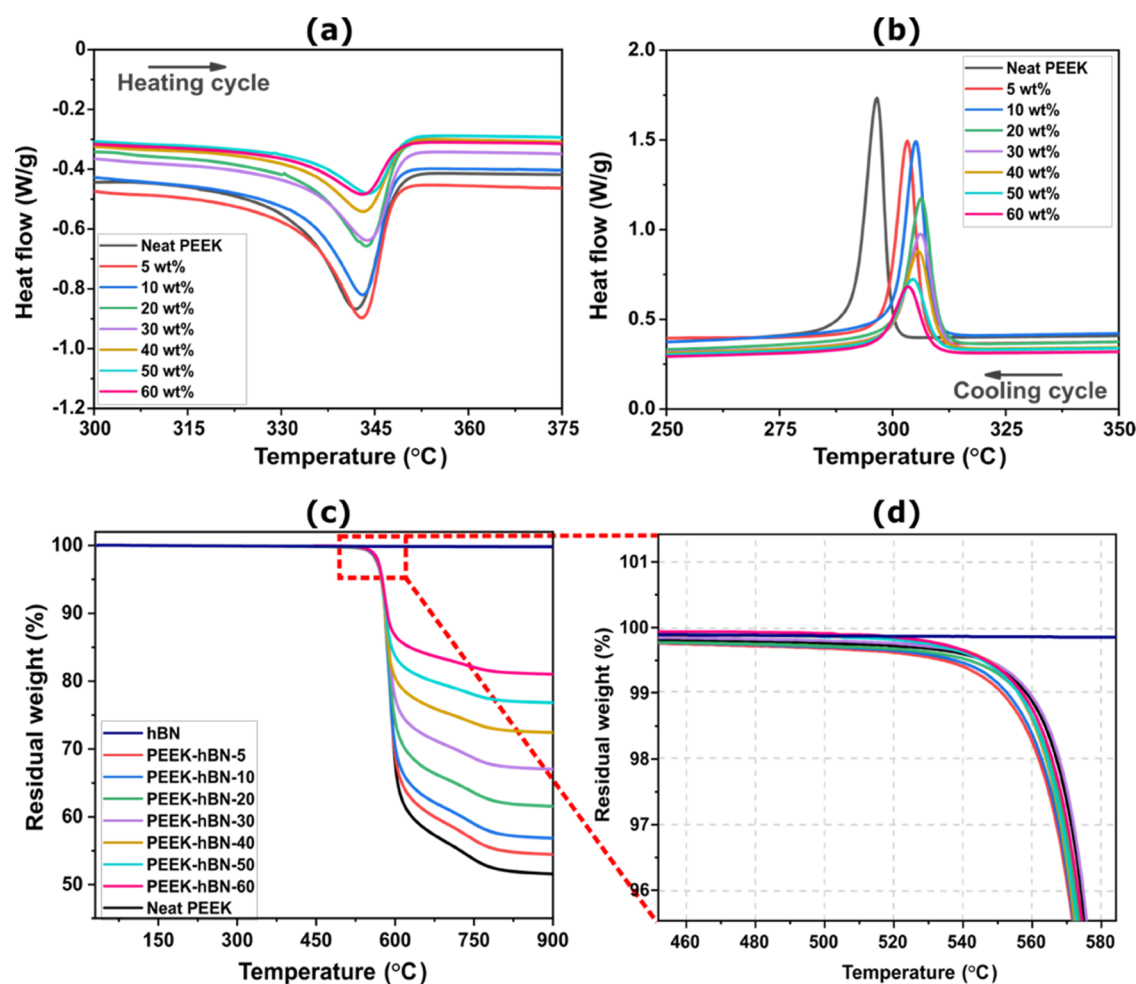 (a)
Heat flow (W/g)
0
-0.2
-0.4
-0.6
-0.8
-1.0
-1.2
Heating cycle
Neat PEEK
5 wt%
10 wt%
20 wt%
30 wt%
40 wt%
50 wt%
60 wt%
300 315 330 345 360 375
Temperature (°C)
(b)
Heat flow (W/g)
2.0
1.5
1.0
0.5
0.0
Neat PEEK
5 wt%
10 wt%
20 wt%
30 wt%
40 wt%
50 wt%
60 wt%
Cooling cycle
250 275 300 325 350
Temperature (°C)
(c)
Residual weight (%)
100
90
80
70
60
50
hBN
PEEK-hBN-5
PEEK-hBN-10
PEEK-hBN-20
PEEK-hBN-30
PEEK-hBN-40
PEEK-hBN-50
PEEK-hBN-60
Neat PEEK
150 300 450 600 750 900
Temperature (°C)
(d)
Residual weight (%)
101
100
99
98
97
96
460 480 500 520 540 560 580
Temperature (°C)